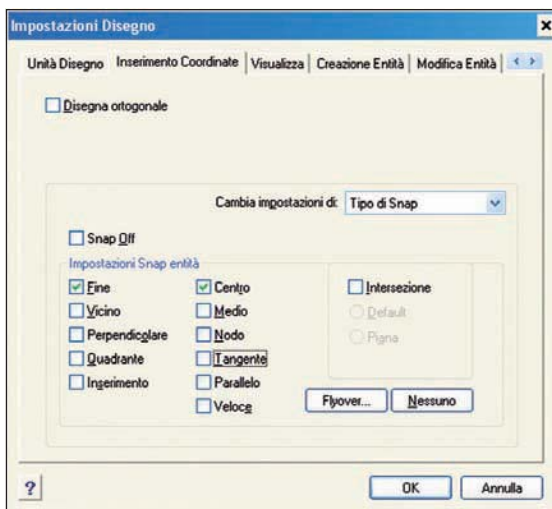 Impostazioni Disegno
Unità Disegno Inserimento Coordinate Visualizza Creazione Entità Modifica Entità
Disegna ortogonale
Cambia impostazioni di: Tipo di Snap
Snap Off
Impostazioni Snap entità
Fine Centro Intersezione
Vicino Medio Default
Perpendicolare Nodo Pigna
Quadrante Tangente
Inserimento Parallelo
Veloce Flyover... Nessuno
? OK Annulla